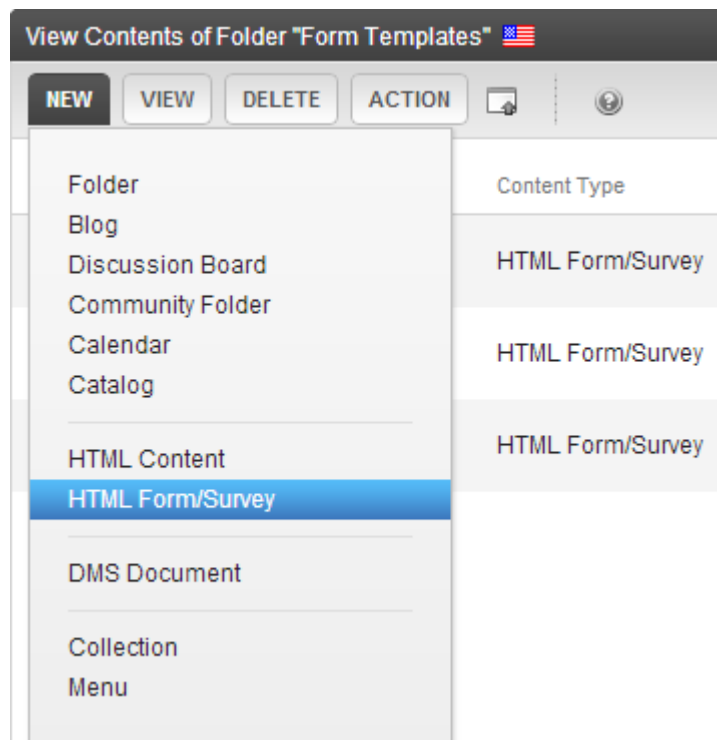 View Contents of Folder "Form Templates"
NEW VIEW DELETE ACTION
Folder
Blog
Discussion Board
Community Folder
Calendar
Catalog
HTML Content
HTML Form/Survey
DMS Document
Collection
Menu
Content Type
HTML Form/Survey
HTML Form/Survey
HTML Form/Survey